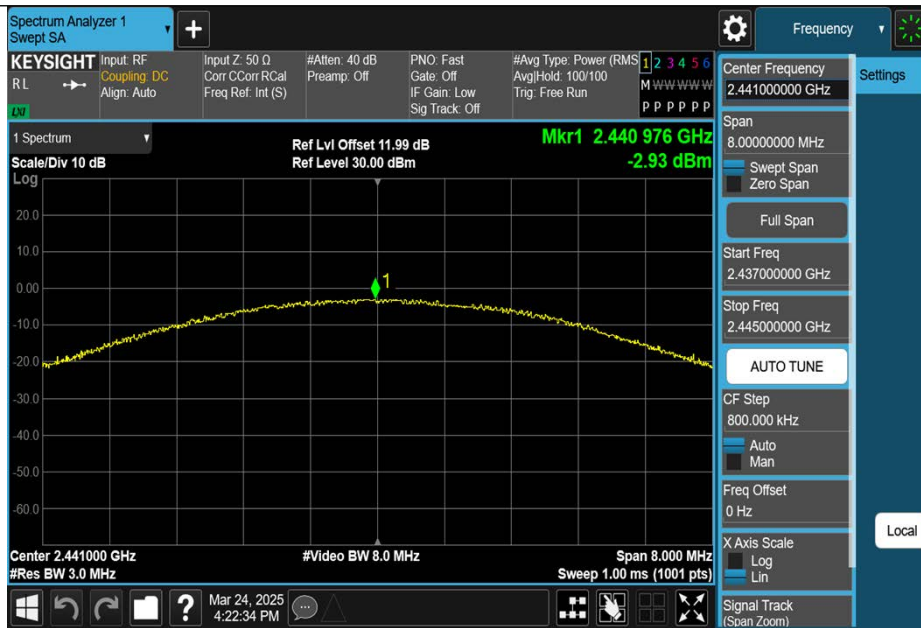 Spectrum Analyzer 1
Swept SA
+
Frequency
KEYSIGHT
R L
LXI
Input: RF
Coupling: DC
Align: Auto
Input Z: 50 Ω
Corr CCorr RCal
Freq Ref: Int (S)
#Atten: 40 dB
Preamp: Off
PNO: Fast
Gate: Off
IF Gain: Low
Sig Track: Off
#Avg Type: Power (RMS
Avg|Hold: 100/100
Trig: Free Run
1 2 3 4 5 6
M W W W W W
P P P P P P
Center Frequency
2.441000000 GHz
Settings
1 Spectrum
Scale/Div 10 dB
Log
Ref Lvl Offset 11.99 dB
Ref Level 30.00 dBm
Mkr1 2.440 976 GHz
-2.93 dBm
Span
8.00000000 MHz
Swept Span
Zero Span
Full Span
Start Freq
2.437000000 GHz
Stop Freq
2.445000000 GHz
AUTO TUNE
CF Step
800.000 kHz
Auto
Man
Freq Offset
0 Hz
X Axis Scale
Log
Lin
Signal Track
(Span Zoom)
Local
20.0
10.0
0.00
-10.0
-20.0
-30.0
-40.0
-50.0
-60.0
1
Center 2.441000 GHz
#Res BW 3.0 MHz
#Video BW 8.0 MHz
Span 8.000 MHz
Sweep 1.00 ms (1001 pts)
?
Mar 24, 2025
4:22:34 PM